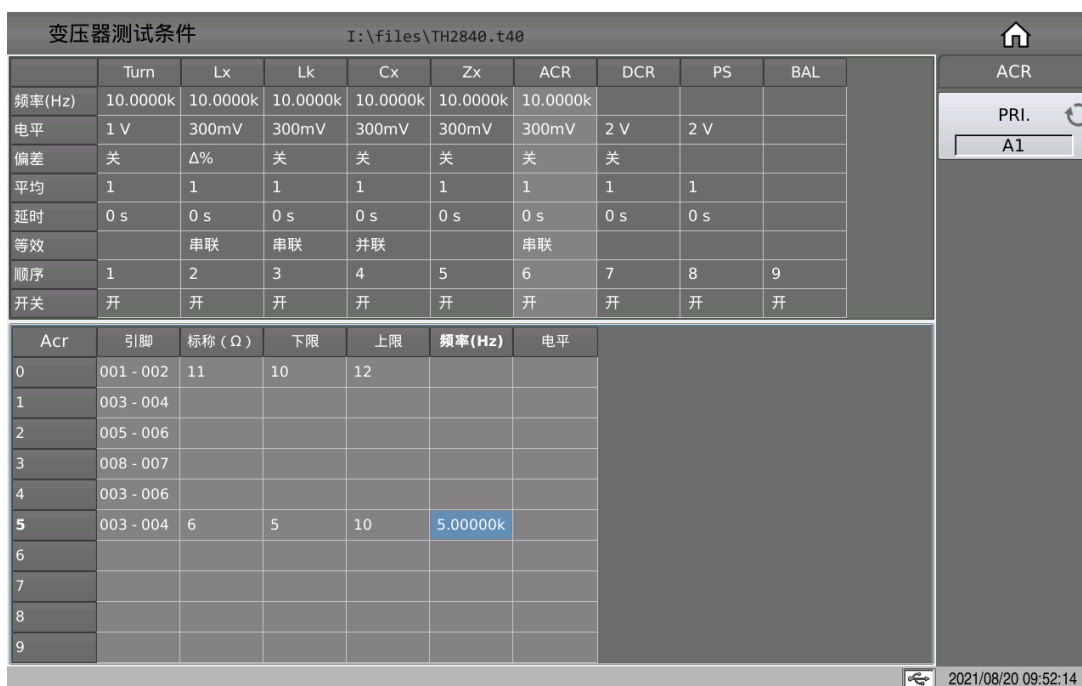 变压器测试条件 I:\files\TH2840.t40
Turn Lx Lk Cx Zx ACR DCR PS BAL
频率(Hz) 10.0000k 10.0000k 10.0000k 10.0000k 10.0000k 10.0000k
电平 1 V 300mV 300mV 300mV 300mV 300mV 2 V 2 V
偏差 关 Δ% 关 关 关 关 关
平均 1 1 1 1 1 1 1 1
延时 0 s 0 s 0 s 0 s 0 s 0 s 0 s 0 s
等效 串联 串联 并联 串联
顺序 1 2 3 4 5 6 7 8 9
开关 开 开 开 开 开 开 开 开 开
Acr 引脚 标称（Ω） 下限 上限 频率(Hz) 电平
0 001 - 002 11 10 12
1 003 - 004
2 005 - 006
3 008 - 007
4 003 - 006
5 003 - 004 6 5 10 5.00000k
6
7
8
9
ACR
PRI.
A1
2021/08/20 09:52:14